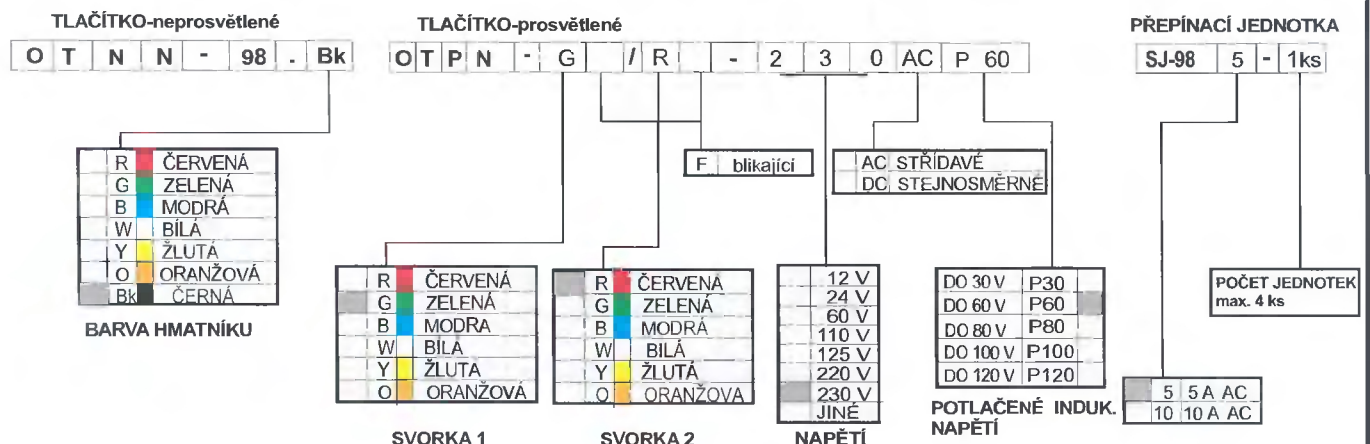 TLAČÍTKO-neprosvětlené
O T N N - 98 . Bk
R ČERVENÁ
G ZELENÁ
B MODRÁ
W BÍLÁ
Y ŽLUTÁ
O ORANŽOVÁ
Bk ČERNÁ
BARVA HMATNÍKU
TLAČÍTKO-prosvětlené
O T P N - G / R - 2 3 0 AC P 60
F blikající
AC STŘÍDAVÉ
DC STEJNOSMĚRNÉ
R ČERVENÁ
G ZELENÁ
B MODRA
W BÍLÁ
Y ŽLUTÁ
O ORANŽOVÁ
SVORKA 1
R ČERVENÁ
G ZELENÁ
B MODRÁ
W BILÁ
Y ŽLUTÁ
O ORANŽOVA
SVORKA 2
12 V
24 V
60 V
110 V
125 V
220 V
230 V
JINÉ
NAPĚTÍ
DO 30 V P30
DO 60 V P60
DO 80 V P80
DO 100 V P100
DO 120 V P120
POTLAČENÉ INDUK.
NAPĚTÍ
PŘEPÍNACÍ JEDNOTKA
SJ-98 5 - 1ks
POČET JEDNOTEK
max. 4 ks
5 5 A AC
10 10 A AC